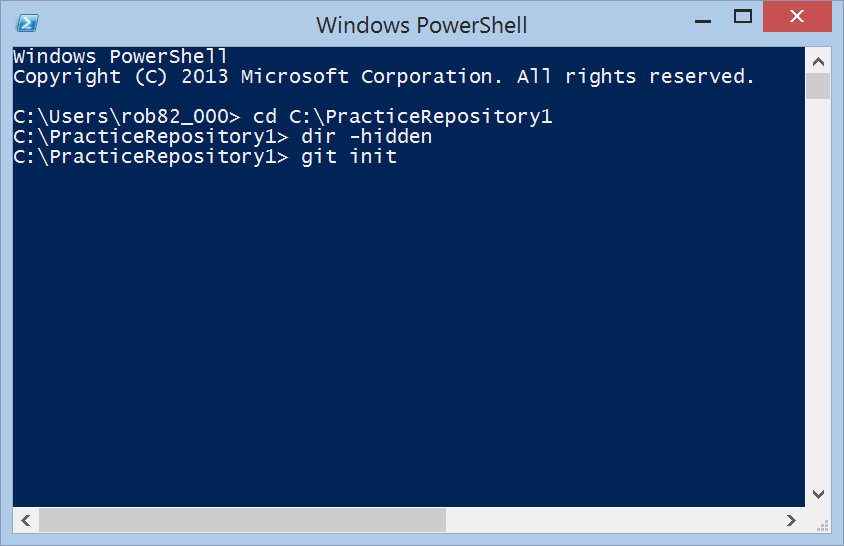 Windows PowerShell
Windows PowerShell
Copyright (C) 2013 Microsoft Corporation. All rights reserved.
C:\Users\rob82_000> cd C:\PracticeRepository1
C:\PracticeRepository1> dir -hidden
C:\PracticeRepository1> git init